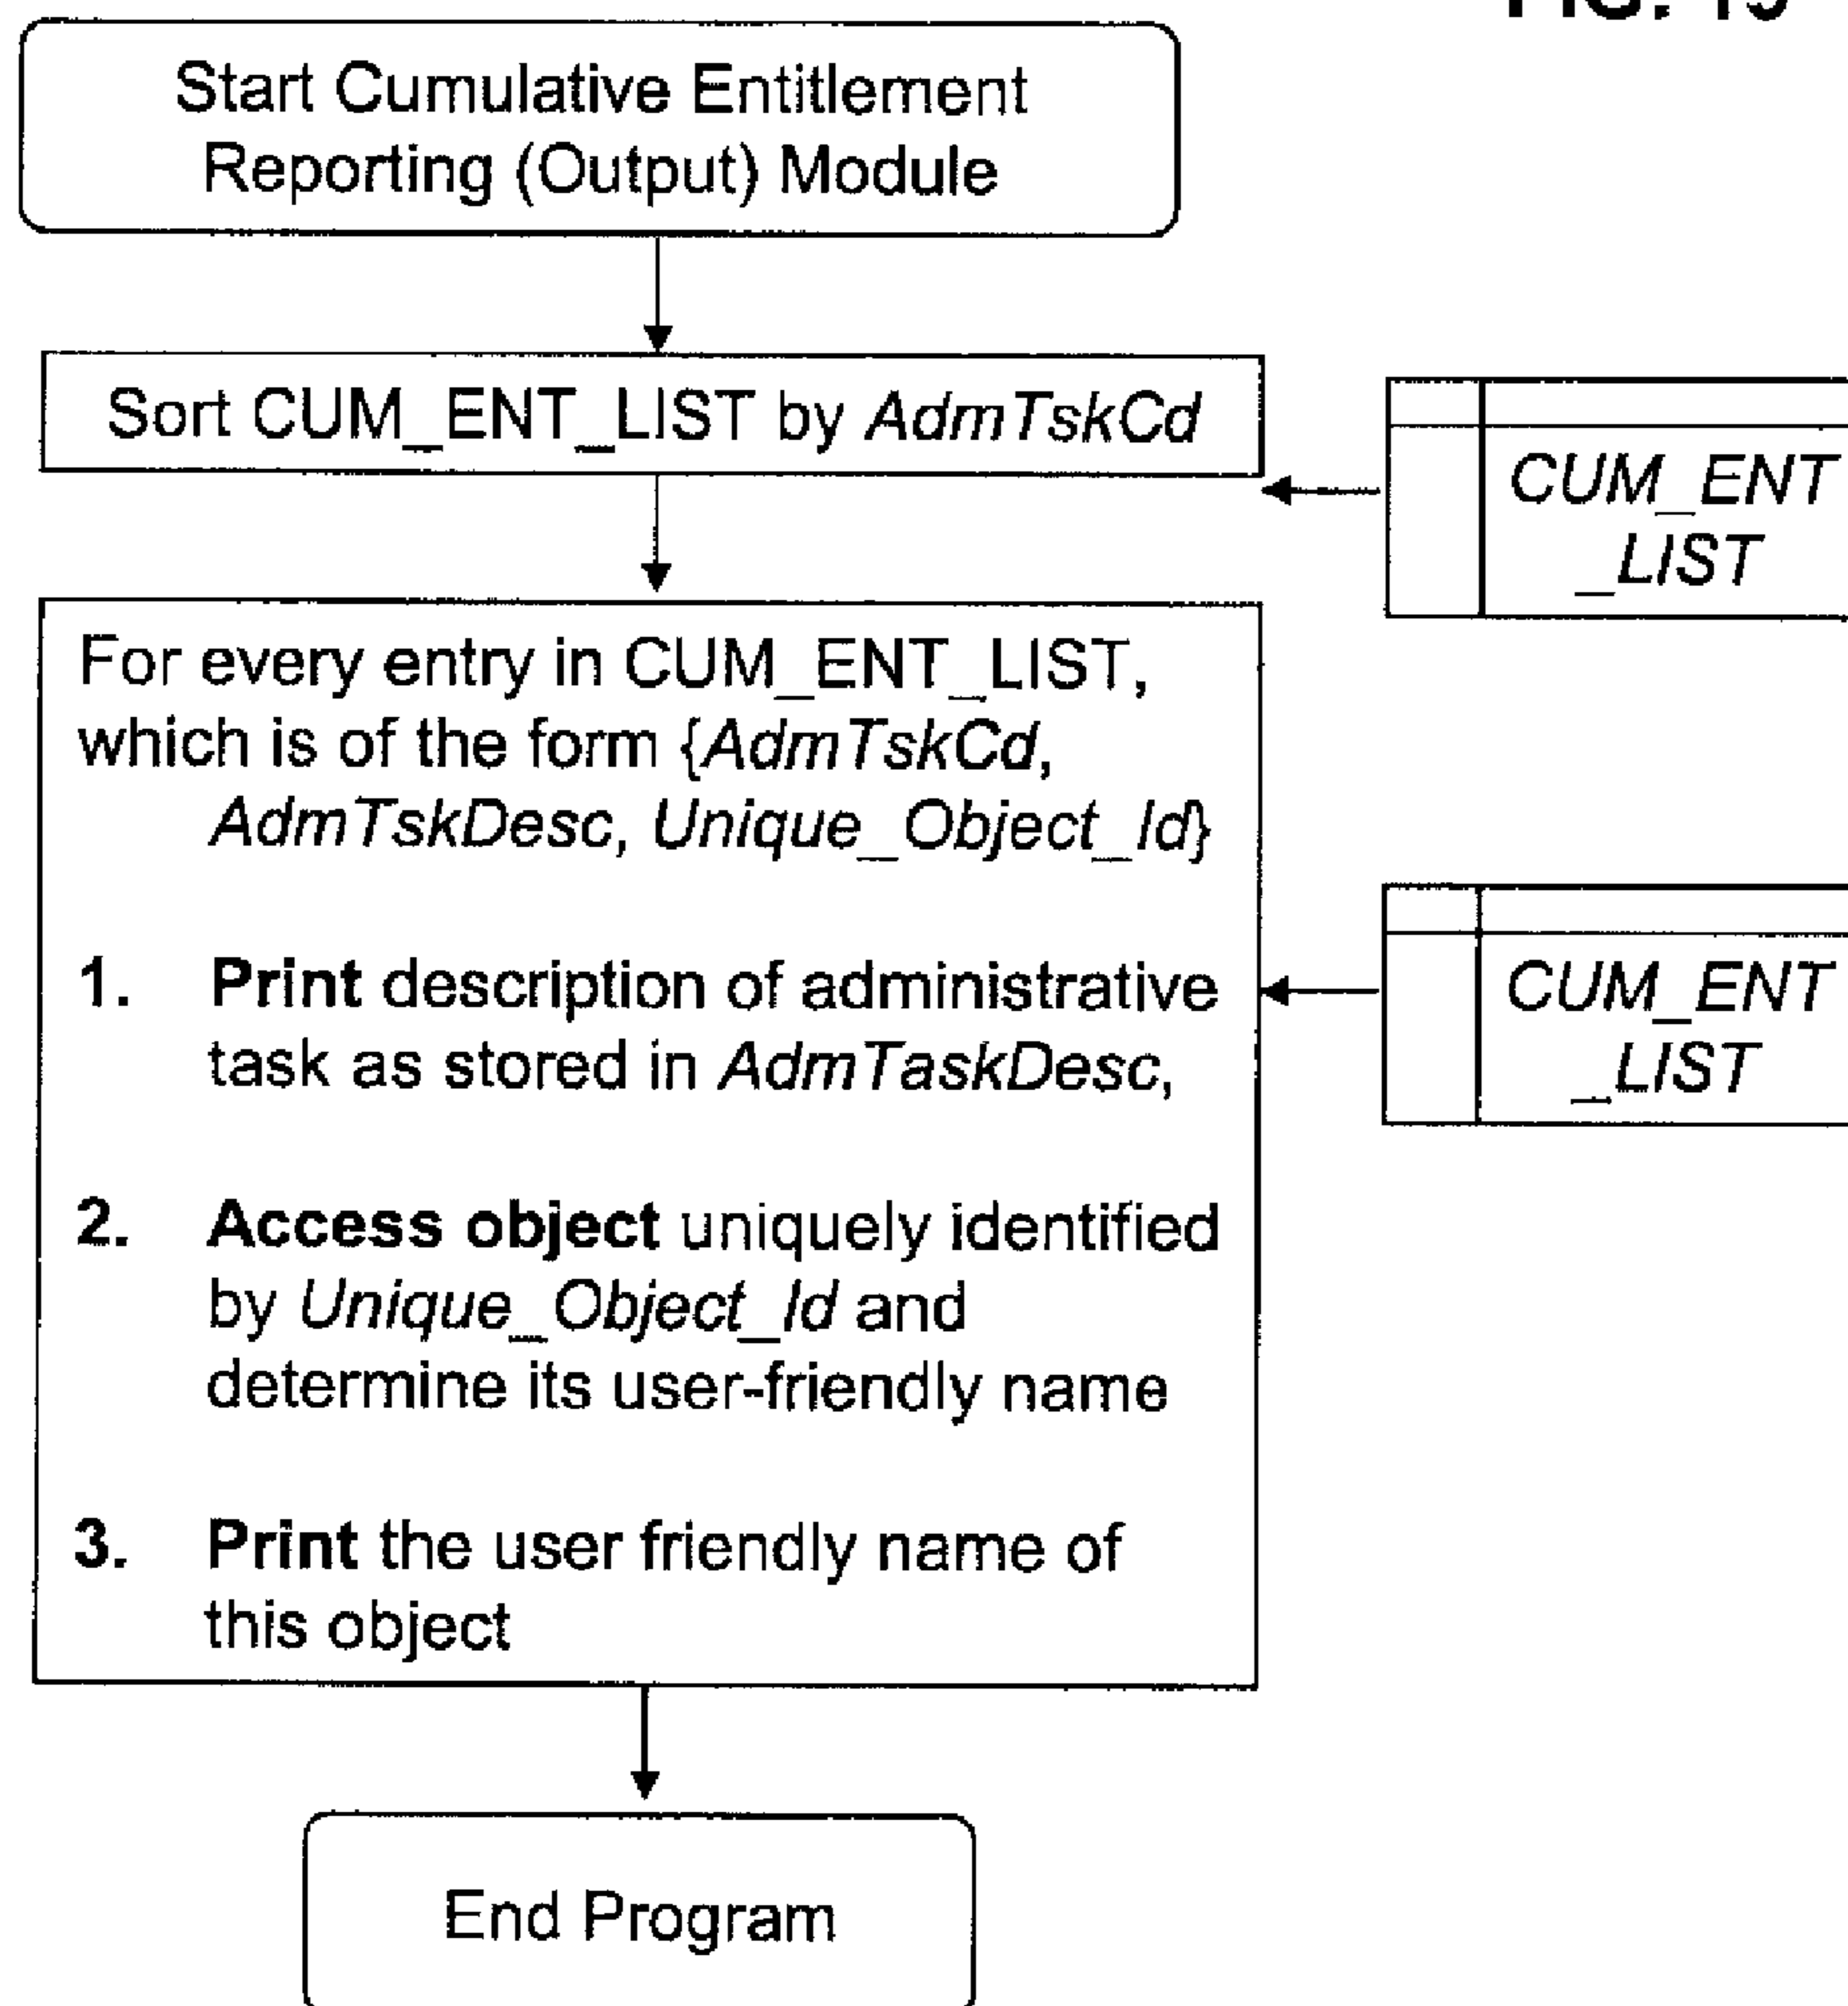 Start Cumulative Entitlement
Reporting (Output) Module
Sort CUM_ENT_LIST by AdmTskCd
CUM_ENT
_LIST
For every entry in CUM_ENT_LIST,
which is of the form {AdmTskCd,
AdmTskDesc, Unique_Object_Id}
1. Print description of administrative
task as stored in AdmTaskDesc,
CUM_ENT
_LIST
2. Access object uniquely identified
by Unique_Object_Id and
determine its user-friendly name
3. Print the user friendly name of
this object
End Program